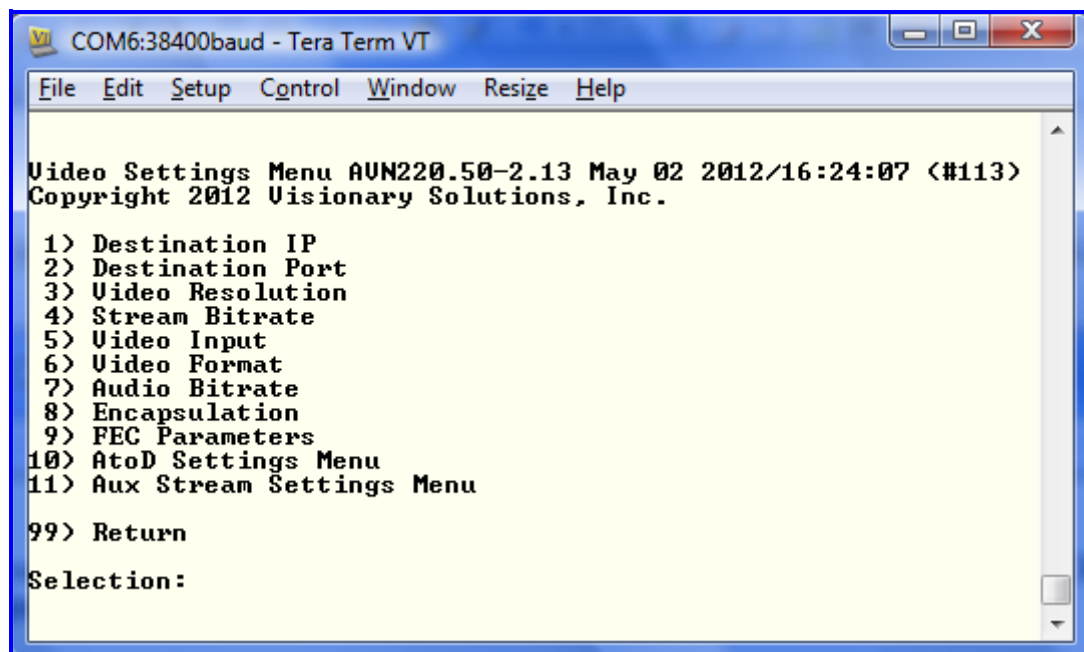 COM6:38400baud - Tera Term VT
File Edit Setup Control Window Resize Help
Video Settings Menu AVN220.50-2.13 May 02 2012/16:24:07 (#113)
Copyright 2012 Visionary Solutions, Inc.
1) Destination IP
2) Destination Port
3) Video Resolution
4) Stream Bitrate
5) Video Input
6) Video Format
7) Audio Bitrate
8) Encapsulation
9) FEC Parameters
10) AtoD Settings Menu
11) Aux Stream Settings Menu
99) Return
Selection: